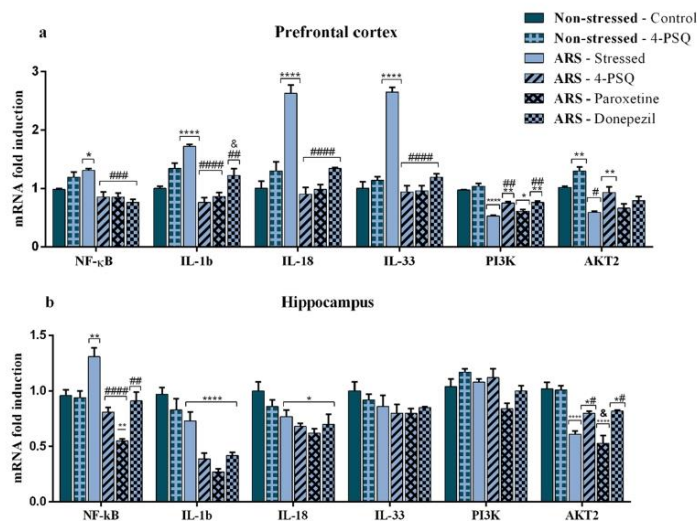 a
Prefrontal cortex
Non-stressed - Control
Non-stressed - 4-PSQ
ARS - Stressed
ARS - 4-PSQ
ARS - Paroxetine
ARS - Donepezil
mRNA fold induction
3
2
1
0
*
###
****
####
&
##
****
####
****
####
****
##
**
*
##
**
**
#
**
NF-κB
IL-1b
IL-18
IL-33
PI3K
AKT2
b
Hippocampus
mRNA fold induction
1.5
1.0
0.5
0.0
**
####
**
##
****
*
****
*#
&
****
*#
NF-kB
IL-1b
IL-18
IL-33
PI3K
AKT2